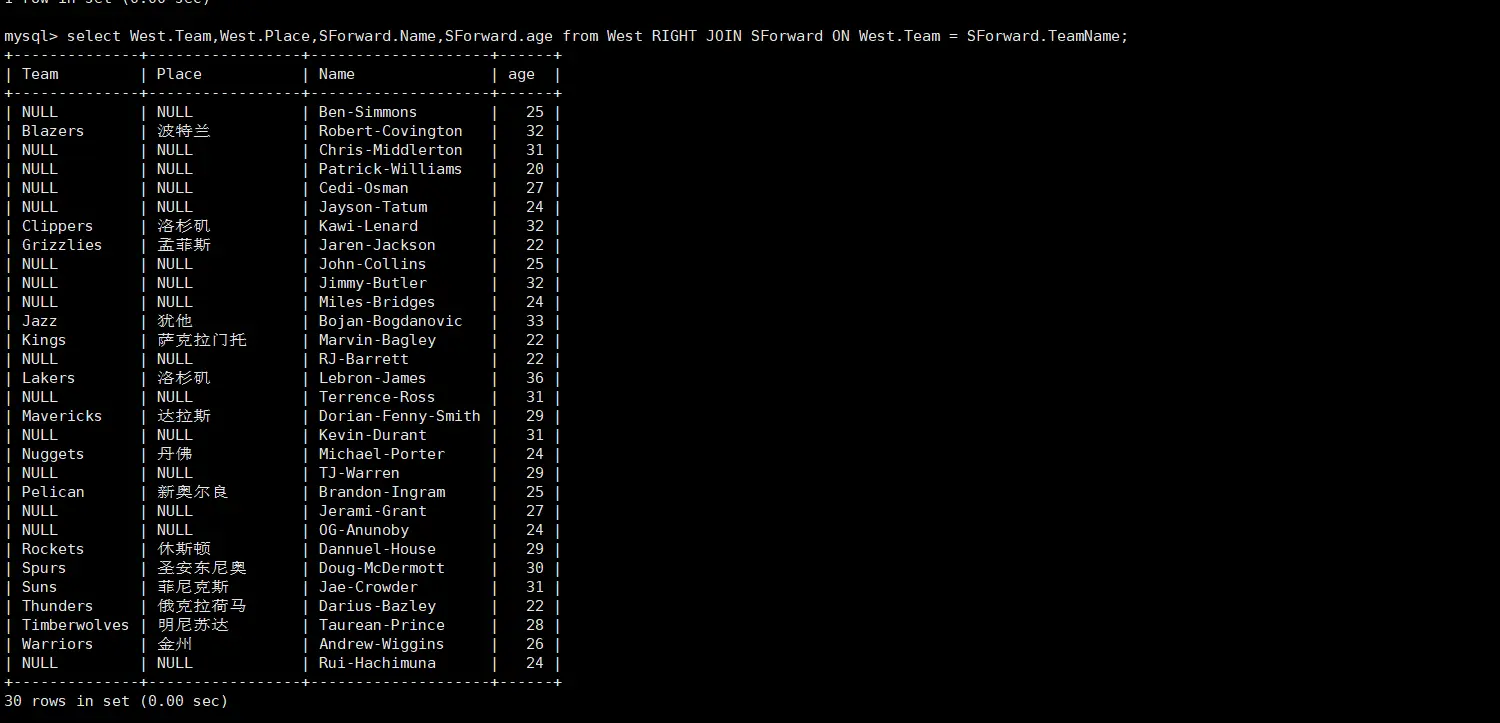 1 row in set (0.00 sec)
mysql> select West.Team,West.Place,SForward.Name,SForward.age from West RIGHT JOIN SForward ON West.Team = SForward.TeamName;
+--------------+-----------------+--------------------+------+
| Team | Place | Name | age |
+--------------+-----------------+--------------------+------+
| NULL | NULL | Ben-Simmons | 25 |
| Blazers | 波特兰 | Robert-Covington | 32 |
| NULL | NULL | Chris-Middlerton | 31 |
| NULL | NULL | Patrick-Williams | 20 |
| NULL | NULL | Cedi-Osman | 27 |
| NULL | NULL | Jayson-Tatum | 24 |
| Clippers | 洛杉矶 | Kawi-Lenard | 32 |
| Grizzlies | 孟菲斯 | Jaren-Jackson | 22 |
| NULL | NULL | John-Collins | 25 |
| NULL | NULL | Jimmy-Butler | 32 |
| NULL | NULL | Miles-Bridges | 24 |
| Jazz | 犹他 | Bojan-Bogdanovic | 33 |
| Kings | 萨克拉门托 | Marvin-Bagley | 22 |
| NULL | NULL | RJ-Barrett | 22 |
| Lakers | 洛杉矶 | Lebron-James | 36 |
| NULL | NULL | Terrence-Ross | 31 |
| Mavericks | 达拉斯 | Dorian-Fenny-Smith | 29 |
| NULL | NULL | Kevin-Durant | 31 |
| Nuggets | 丹佛 | Michael-Porter | 24 |
| NULL | NULL | TJ-Warren | 29 |
| Pelican | 新奥尔良 | Brandon-Ingram | 25 |
| NULL | NULL | Jerami-Grant | 27 |
| NULL | NULL | OG-Anunoby | 24 |
| Rockets | 休斯顿 | Dannuel-House | 29 |
| Spurs | 圣安东尼奥 | Doug-McDermott | 30 |
| Suns | 菲尼克斯 | Jae-Crowder | 31 |
| Thunders | 俄克拉荷马 | Darius-Bazley | 22 |
| Timberwolves | 明尼苏达 | Taurean-Prince | 28 |
| Warriors | 金州 | Andrew-Wiggins | 26 |
| NULL | NULL | Rui-Hachimuna | 24 |
+--------------+-----------------+--------------------+------+
30 rows in set (0.00 sec)